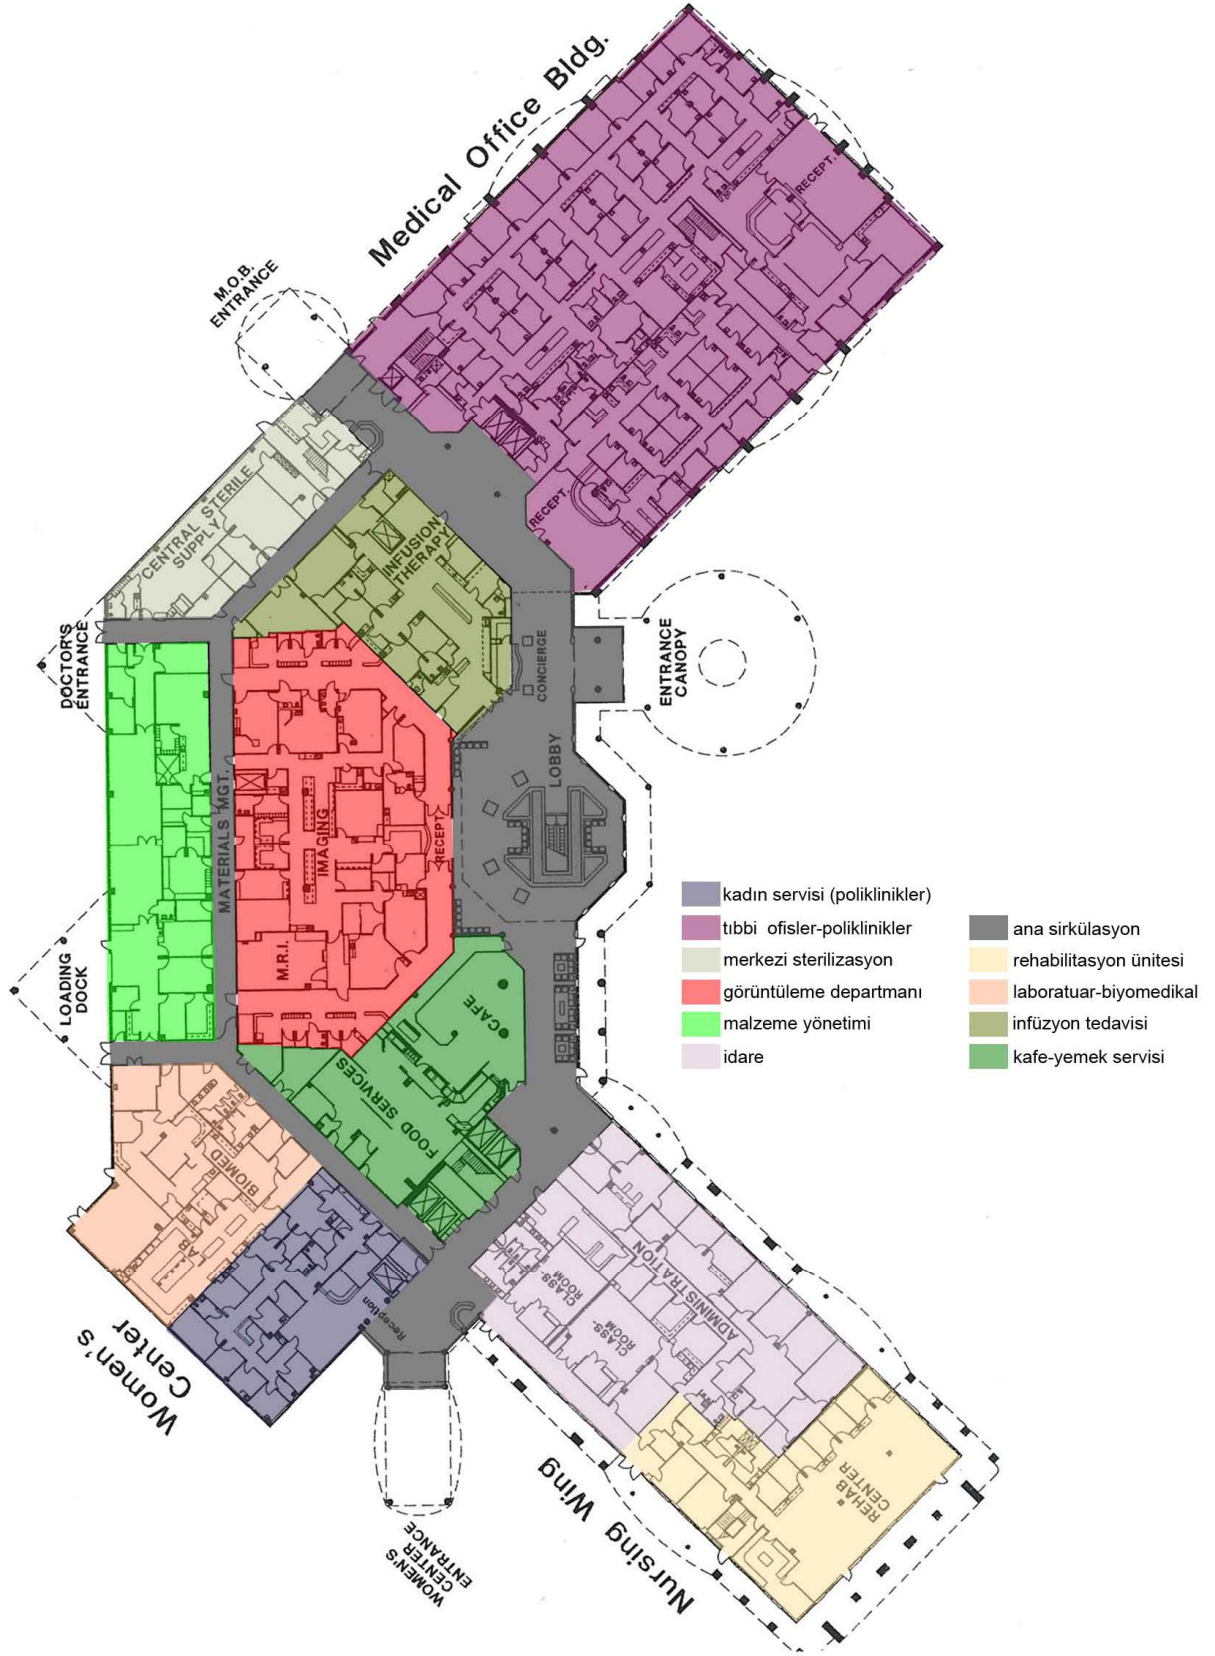 Medical Office Bldg.
M.O.B.
ENTRANCE
RECEPT.
RECEPT.
CENTRAL STERILE
SUPPLY
INFUSION
THERAPY
DOCTOR'S
ENTRANCE
CONCIERGE
ENTRANCE
CANOPY
LOBBY
MATERIALS MGT.
IMAGING
RECEPT.
M.R.I.
LOADING
DOCK
CAFE
FOOD SERVICES
BIOMED
LAB
Reception
Women's
Center
CLASS-
ROOM
CLASS-
ROOM
ADMINISTRATION
REHAB
CENTER
Nursing Wing
WOMEN'S
CENTER
ENTRANCE
kadın servisi (poliklinikler)
tıbbi ofisler-poliklinikler
merkezi sterilizasyon
görüntüleme departmanı
malzeme yönetimi
idare
ana sirkülasyon
rehabilitasyon ünitesi
laboratuar-biyomedikal
infüzyon tedavisi
kafe-yemek servisi